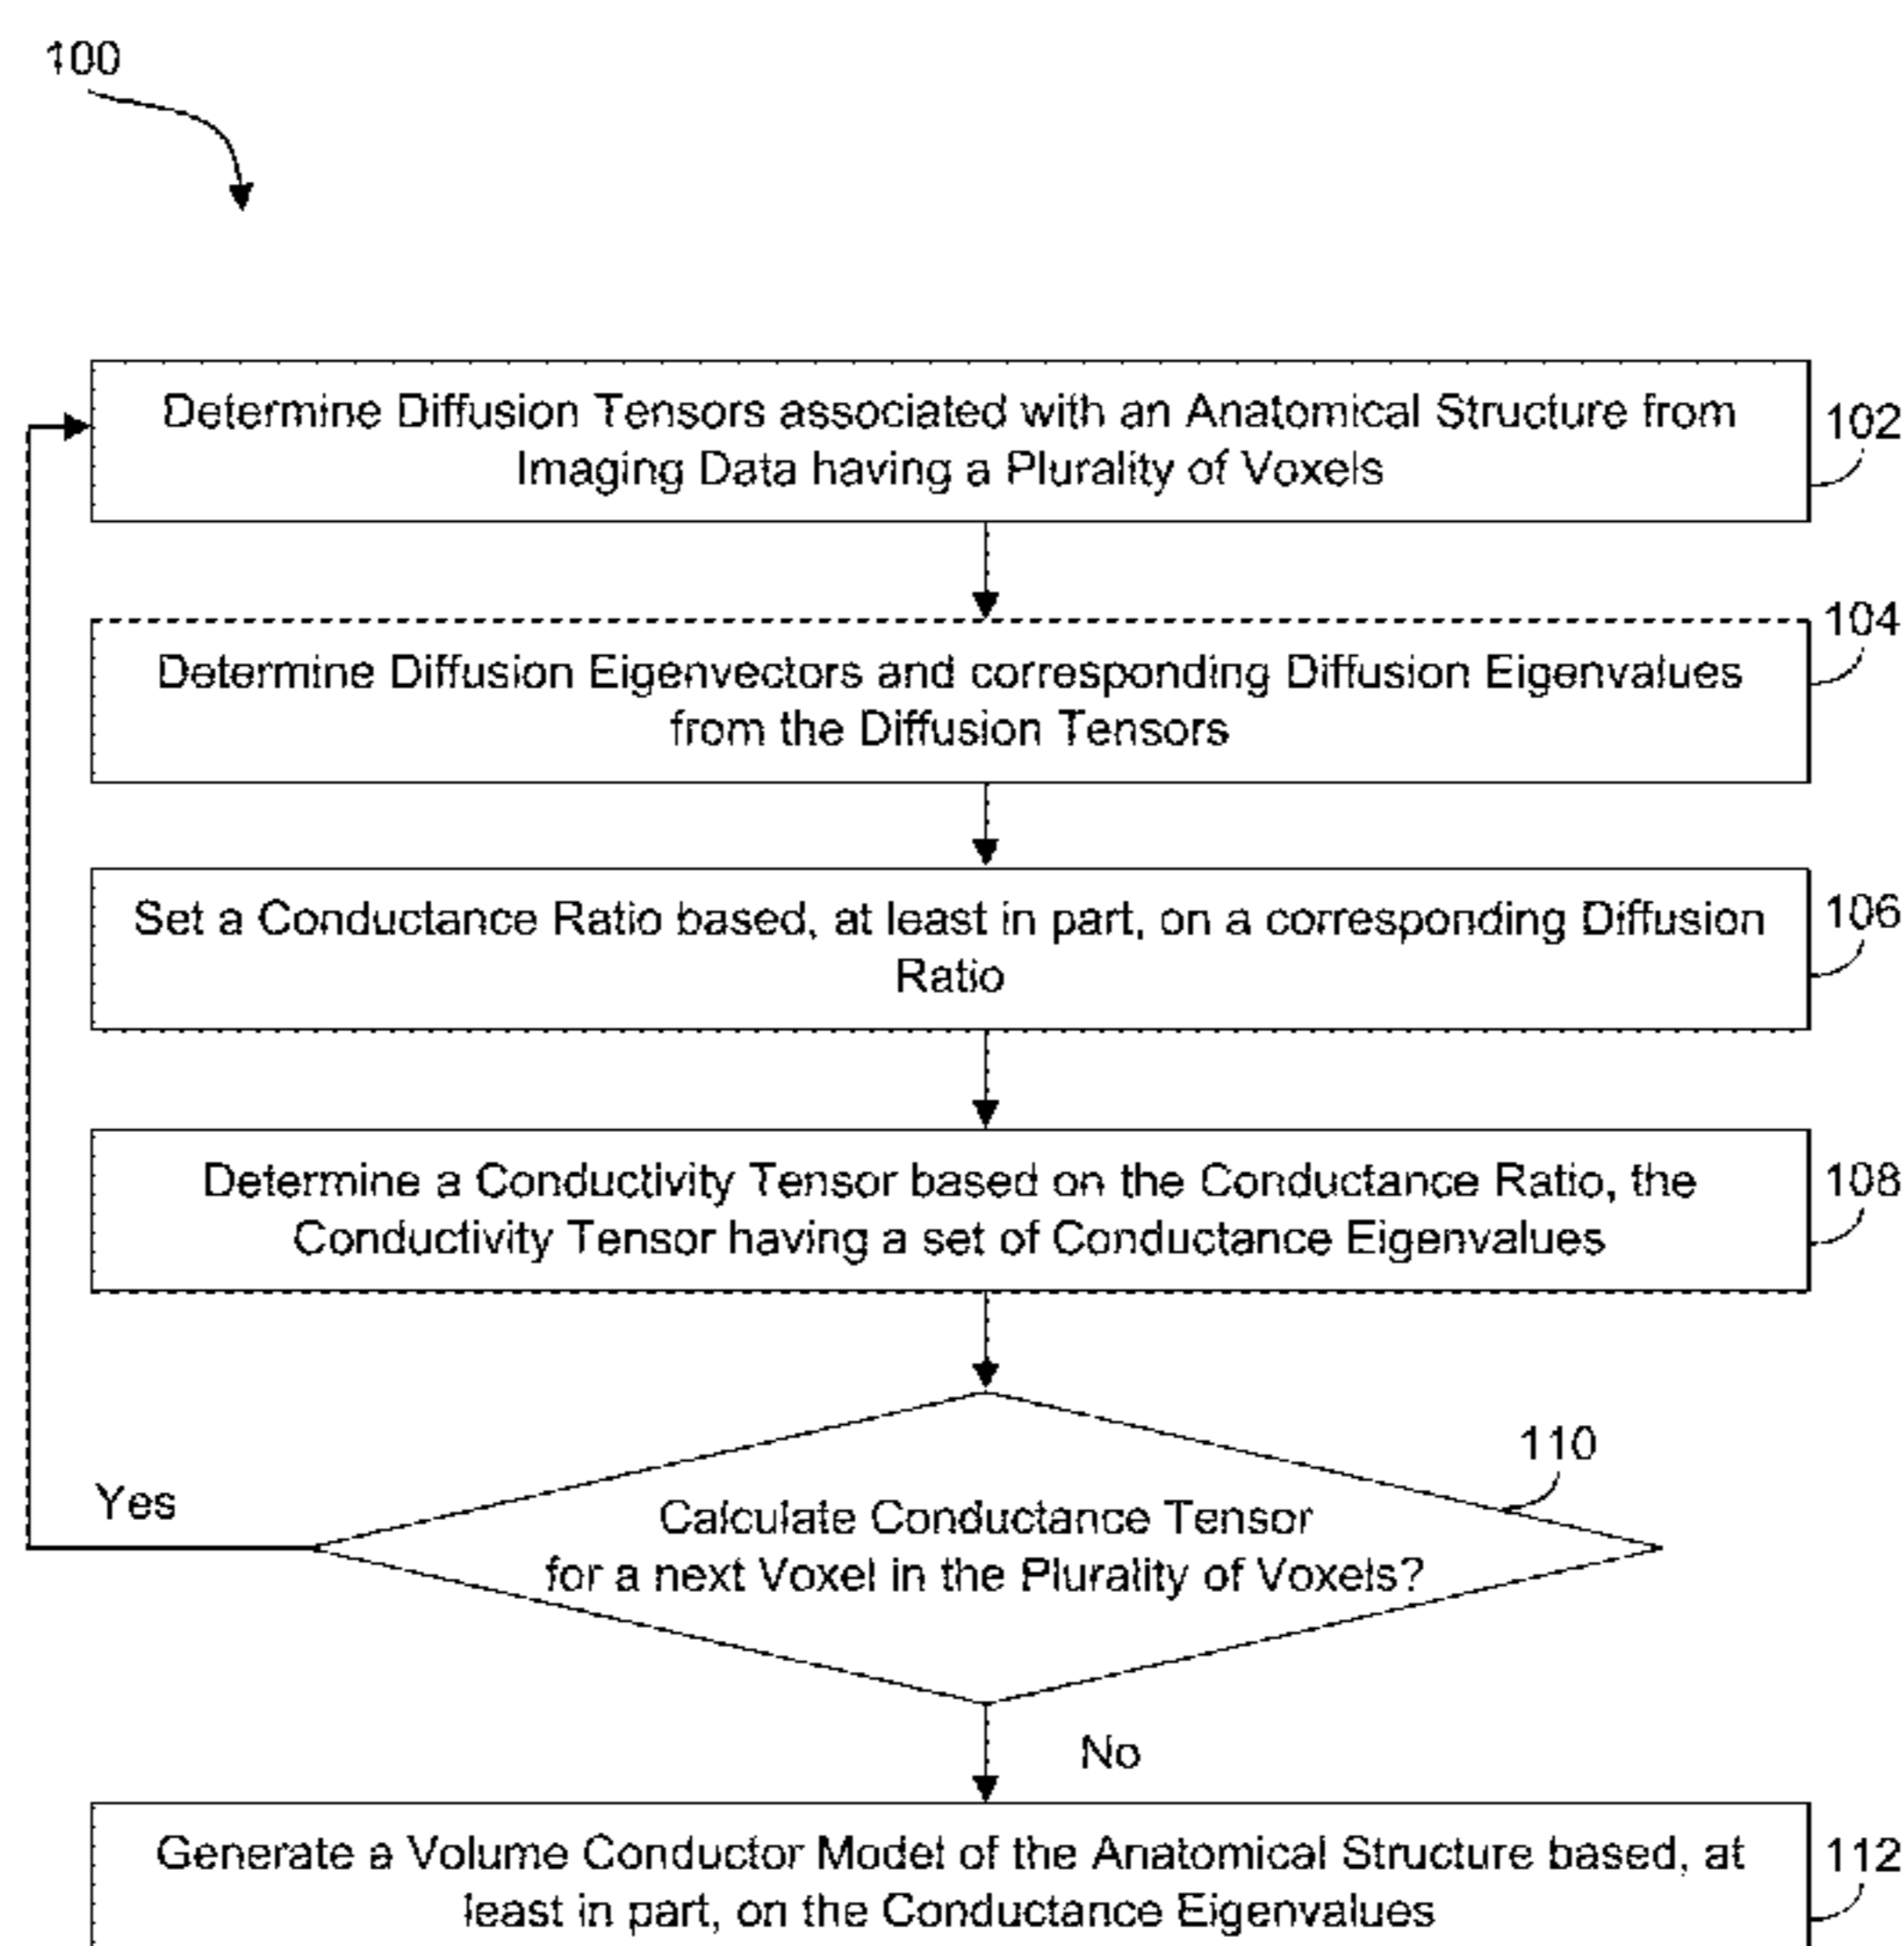 100
Determine Diffusion Tensors associated with an Anatomical Structure from
Imaging Data having a Plurality of Voxels
102
Determine Diffusion Eigenvectors and corresponding Diffusion Eigenvalues
from the Diffusion Tensors
104
Set a Conductance Ratio based, at least in part, on a corresponding Diffusion
Ratio
106
Determine a Conductivity Tensor based on the Conductance Ratio, the
Conductivity Tensor having a set of Conductance Eigenvalues
108
Calculate Conductance Tensor
for a next Voxel in the Plurality of Voxels?
110
Yes
No
Generate a Volume Conductor Model of the Anatomical Structure based, at
least in part, on the Conductance Eigenvalues
112